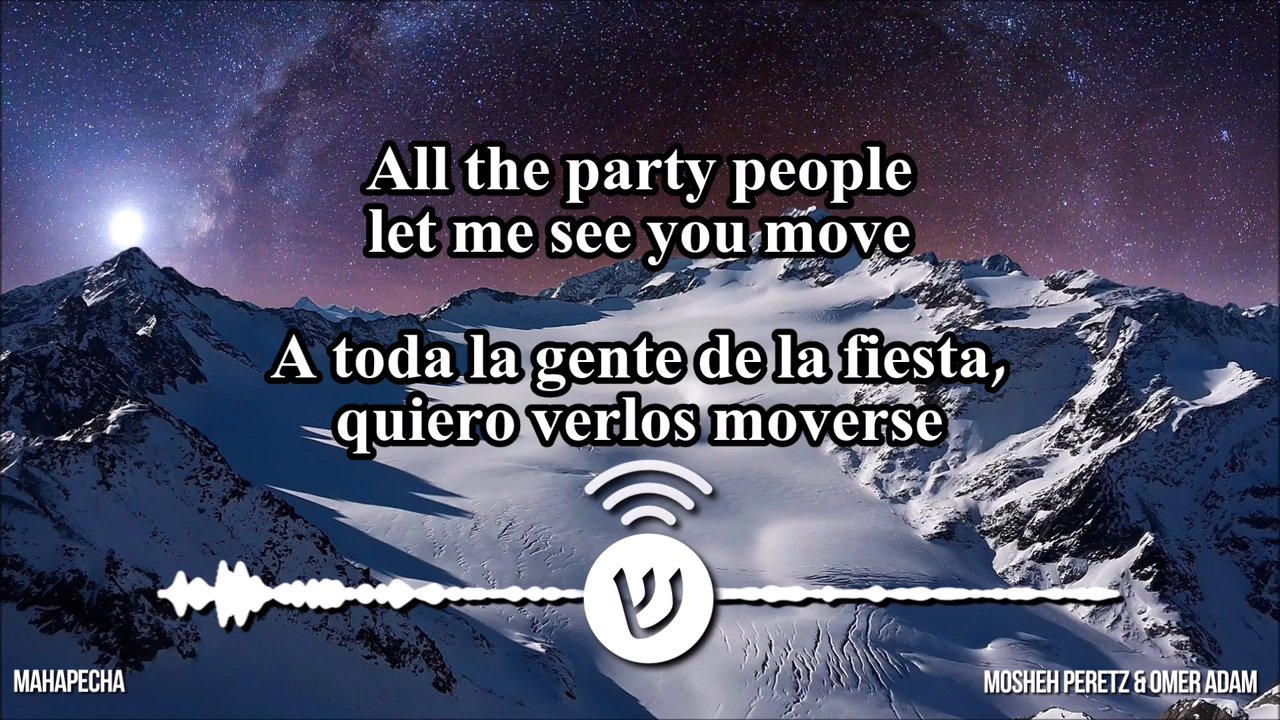 All the party people
let me see you move
A toda la gente de la fiesta,
quiero verlos moverse
ש
MAHAPECHA
MOSHEH PERETZ & OMER ADAM